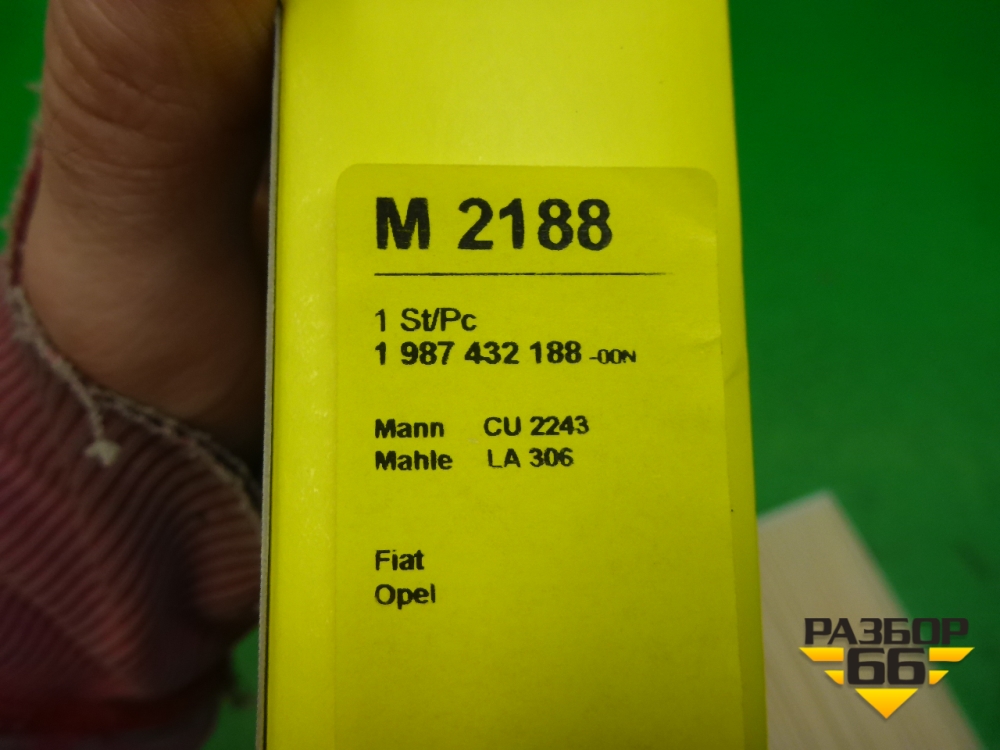 M 2188
1 St/Pc
1 987 432 188 -00N
Mann CU 2243
Mahle LA 306
Fiat
Opel
РАЗБОР
66